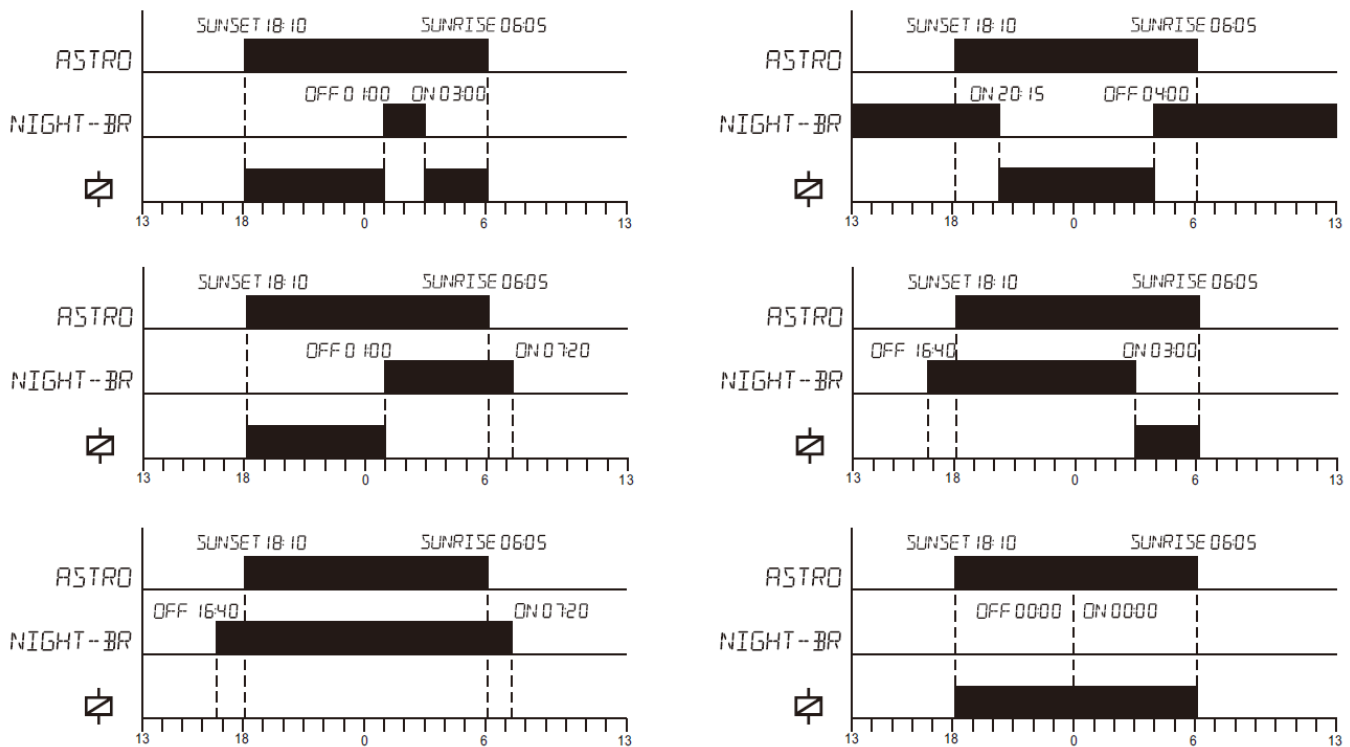 SUNSET 18:10 SUNRISE 06:05
ASTRO
OFF 01:00 ON 03:00
NIGHT-BR
13 18 0 6 13
SUNSET 18:10 SUNRISE 06:05
ASTRO
ON 20:15 OFF 04:00
NIGHT-BR
13 18 0 6 13
SUNSET 18:10 SUNRISE 06:05
ASTRO
OFF 01:00 ON 07:20
NIGHT-BR
13 18 0 6 13
SUNSET 18:10 SUNRISE 06:05
ASTRO
OFF 16:40 ON 03:00
NIGHT-BR
13 18 0 6 13
SUNSET 18:10 SUNRISE 06:05
ASTRO
OFF 16:40 ON 07:20
NIGHT-BR
13 18 0 6 13
SUNSET 18:10 SUNRISE 06:05
ASTRO
OFF 00:00 ON 00:00
NIGHT-BR
13 18 0 6 13